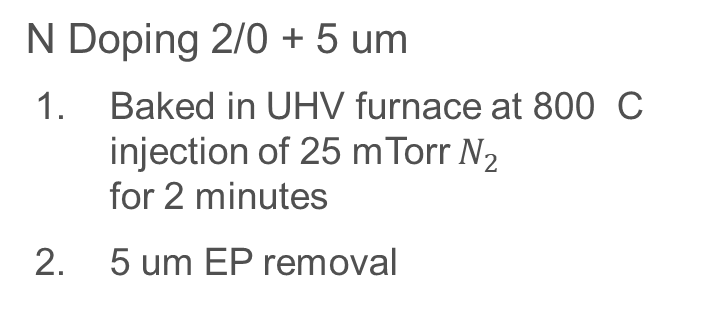 N Doping 2/0 + 5 um
1. Baked in UHV furnace at 800 C
injection of 25 mTorr N₂
for 2 minutes
2. 5 um EP removal